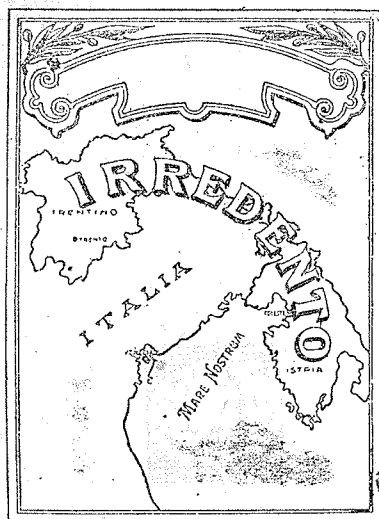 IRREDENTO
TRENTINO
TRENTO
ITALIA
TRIESTE
ISTRIA
MARE NOSTRUM